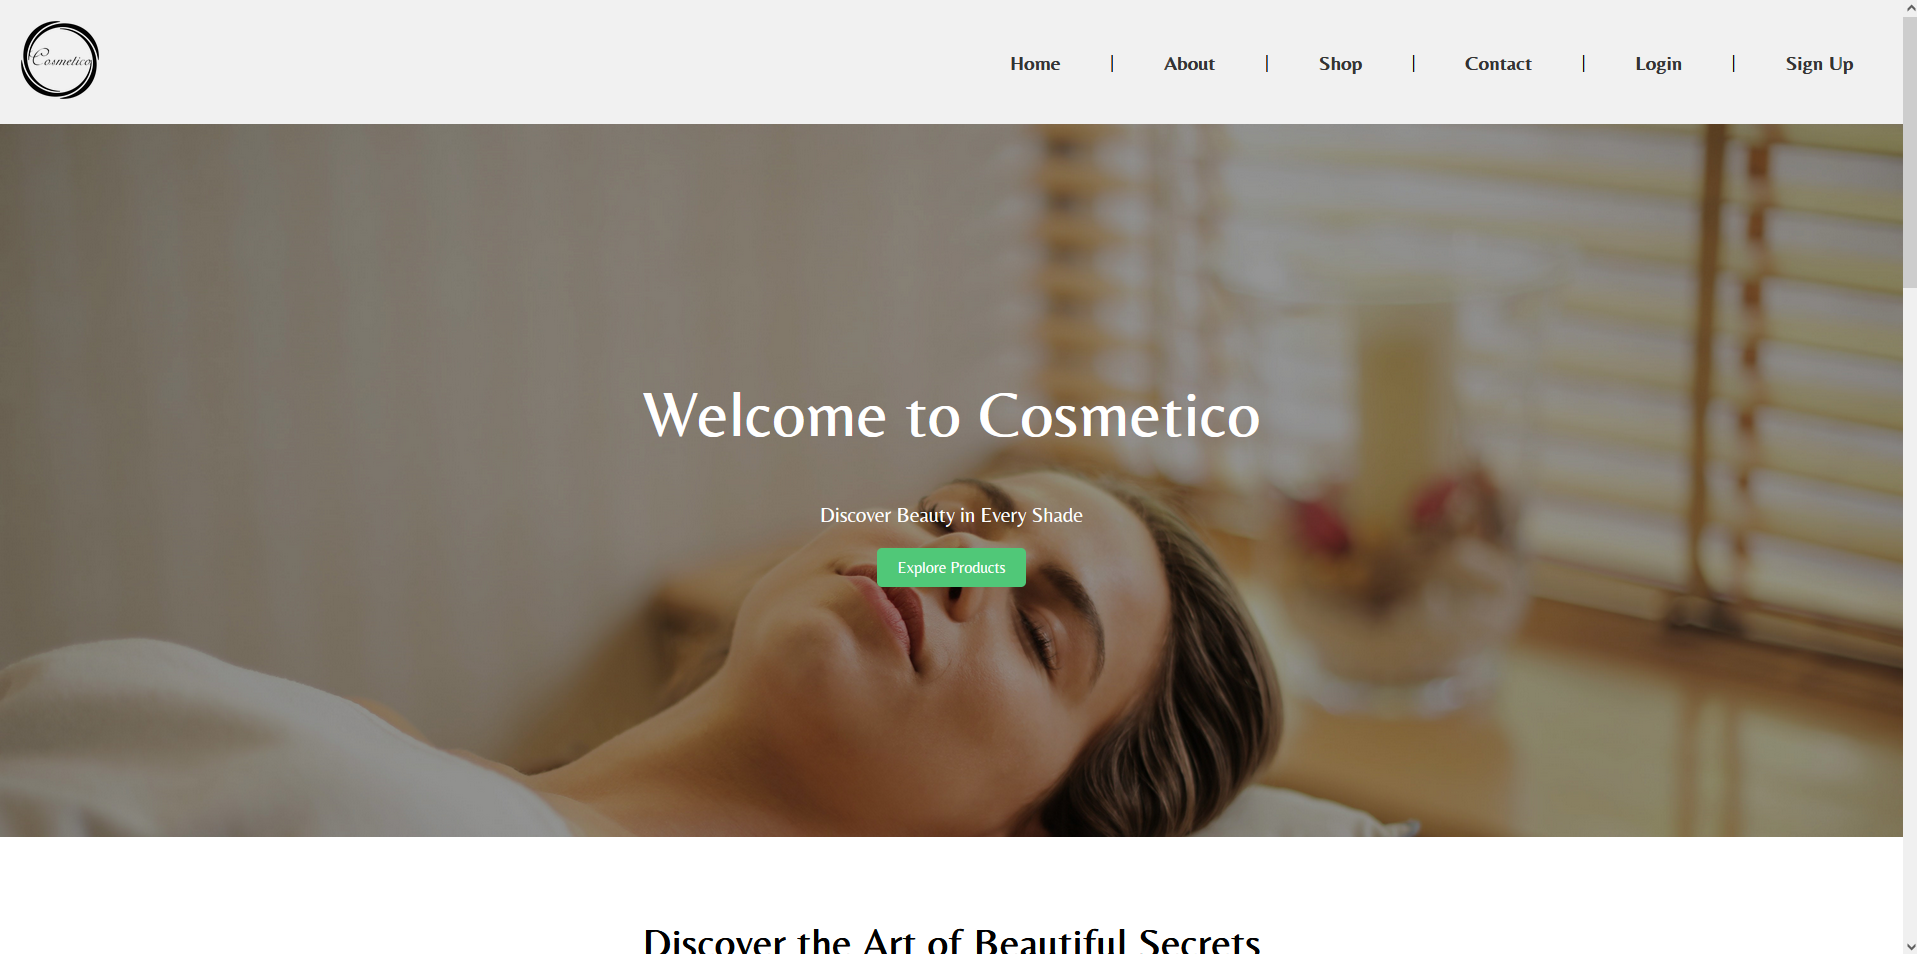 Cosmetico
Home | About | Shop | Contact | Login | Sign Up
Welcome to Cosmetico
Discover Beauty in Every Shade
Explore Products
Discover the Art of Beautiful Secrets